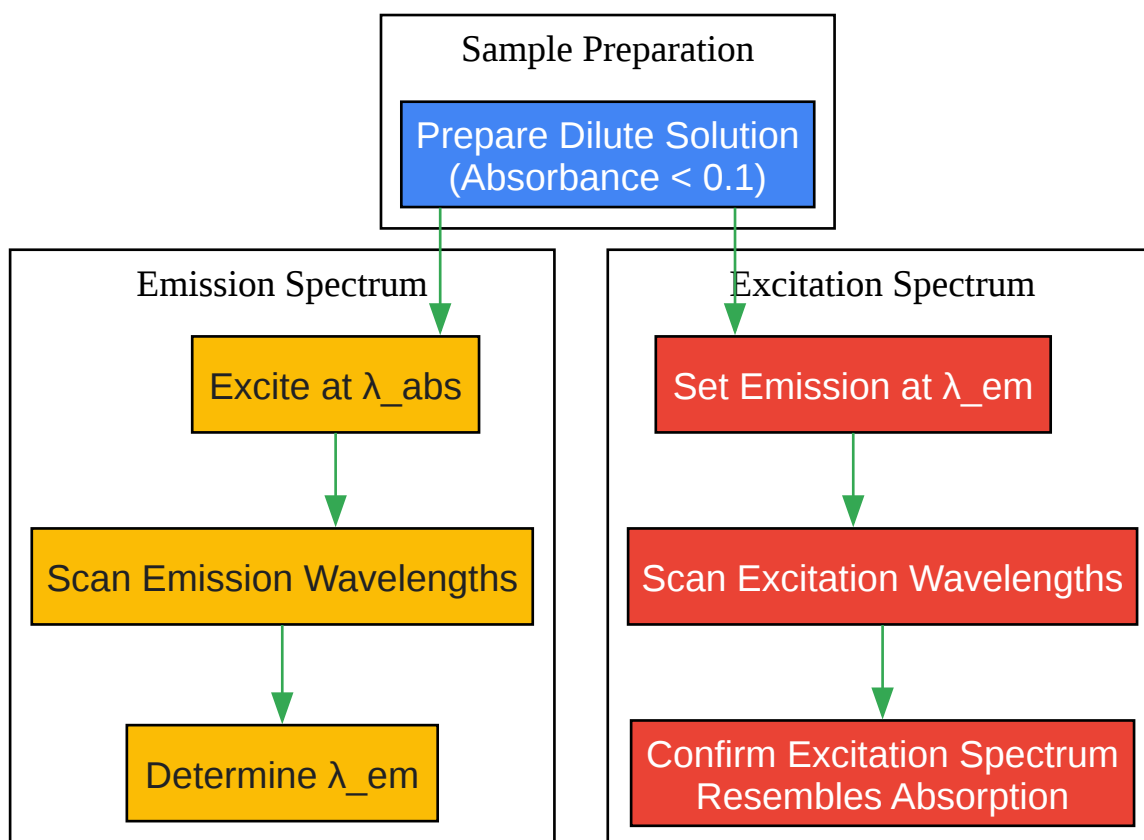 Sample Preparation
Prepare Dilute Solution
(Absorbance < 0.1)
Emission Spectrum
Excite at λ_abs
Scan Emission Wavelengths
Determine λ_em
Excitation Spectrum
Set Emission at λ_em
Scan Excitation Wavelengths
Confirm Excitation Spectrum
Resembles Absorption